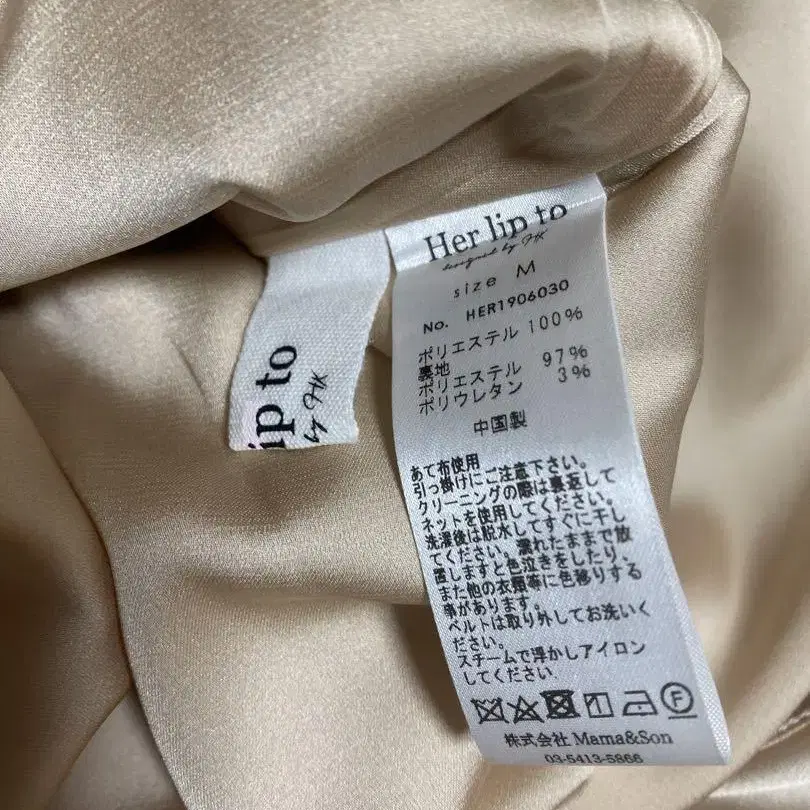 Her lip to
designed by HK
size M
No. HER1906030
ポリエステル 100%
裏地
ポリエステル 97%
ポリウレタン 3%
中国製
あて布使用
引っ掛けにご注意下さい。
クリーニングの際は裏返して
ネットを使用してください。
洗濯後は脱水してすぐに干し
てください、濡れたままで放
置しますと色泣きをしたり、
また他の衣類等に色移りする
事があります。
ベルトは取り外してお洗いく
ださい。
スチームで浮かしアイロン
してください.
F
株式会社 Mama&Son
03-5413-5866
ip to
by HK